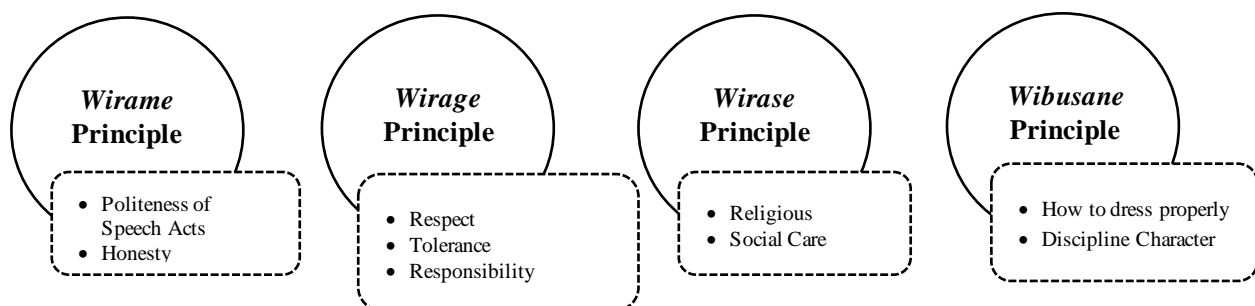 Wirame
Principle
• Politeness of
Speech Acts
• Honesty
Wirage
Principle
• Respect
• Tolerance
• Responsibility
Wirase
Principle
• Religious
• Social Care
Wibusane
Principle
• How to dress properly
• Discipline Character